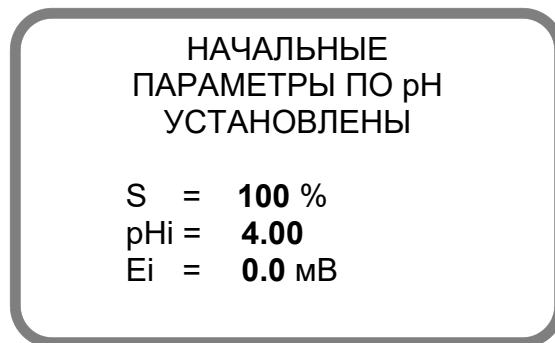 НАЧАЛЬНЫЕ
ПАРАМЕТРЫ ПО pH
УСТАНОВЛЕНЫ
S = 100 %
pHi = 4.00
Ei = 0.0 мВ